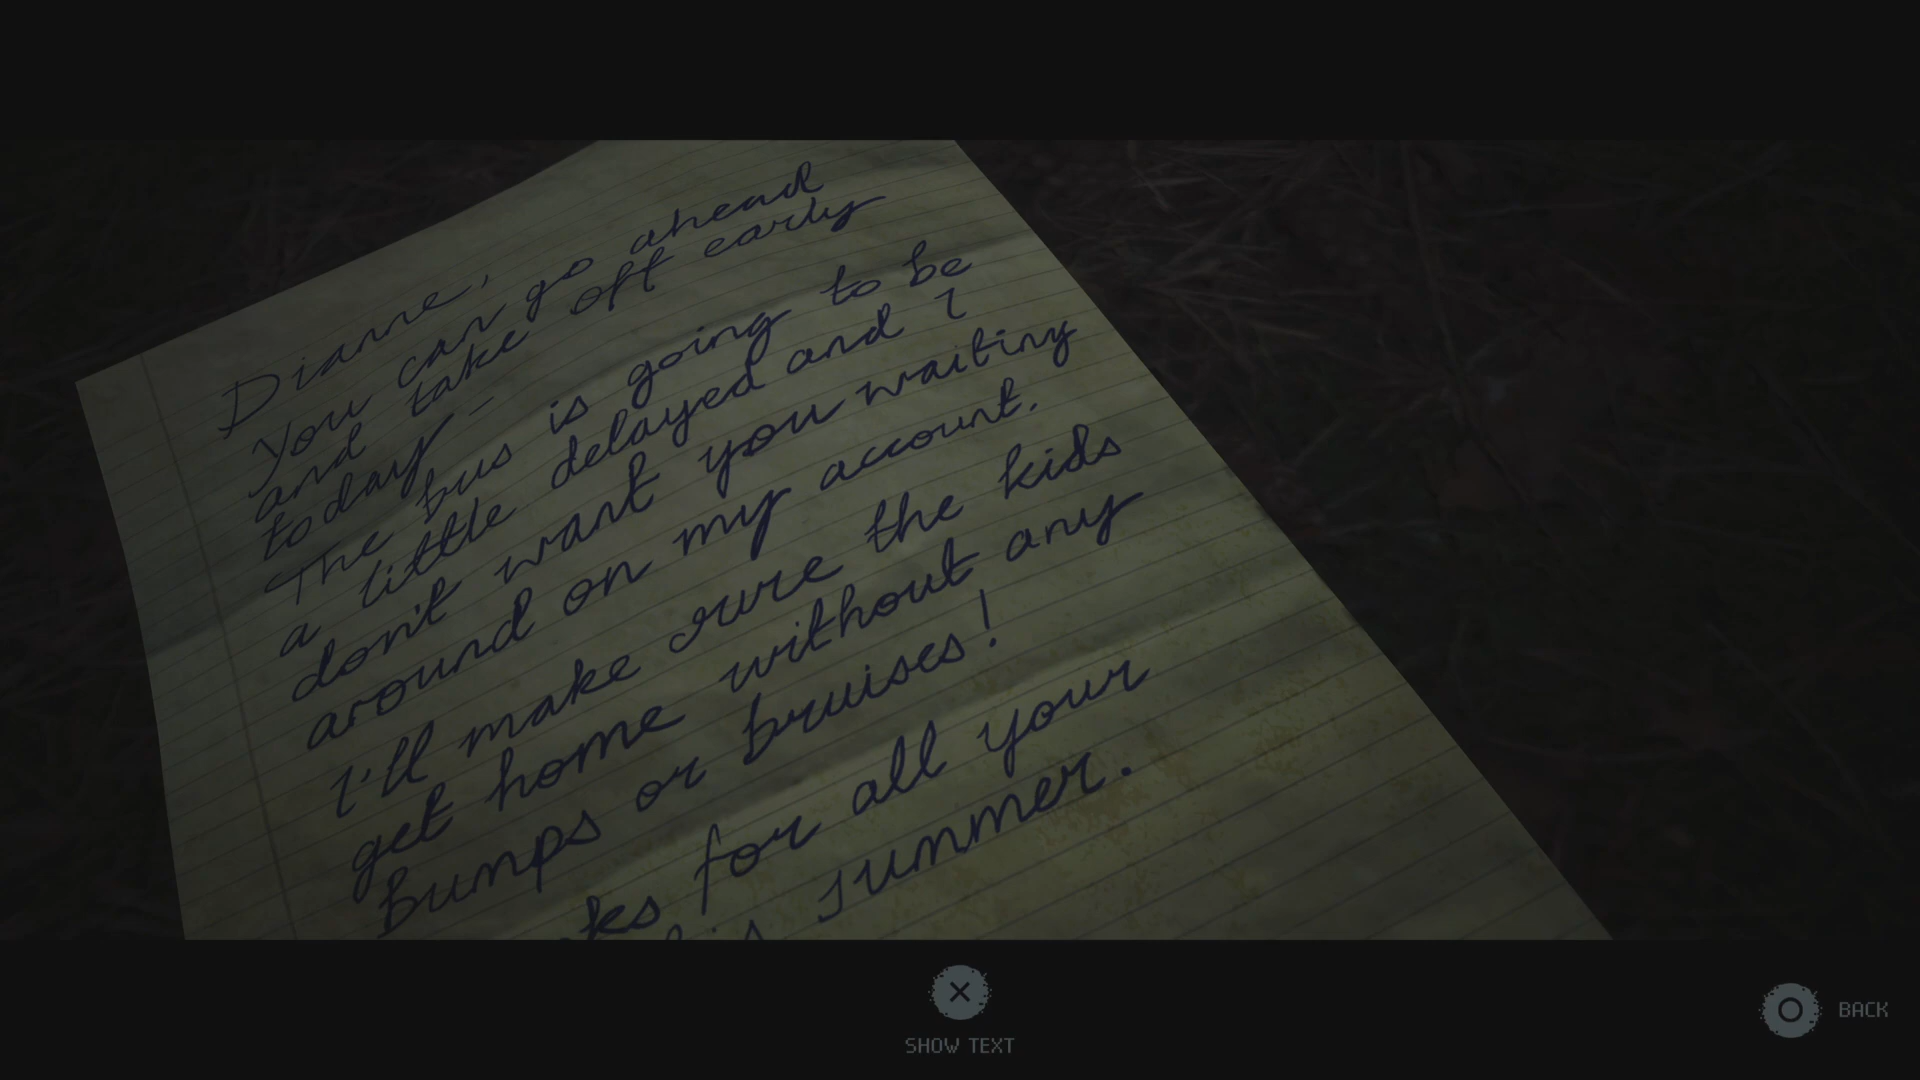 Dianne,
You can go ahead
and take off early
today -
The bus is going to be
a little delayed and I
don't want you waiting
around on my account.
I'll make sure the kids
get home without any
bumps or bruises!
ks for all your
is summer.
SHOW TEXT
BACK